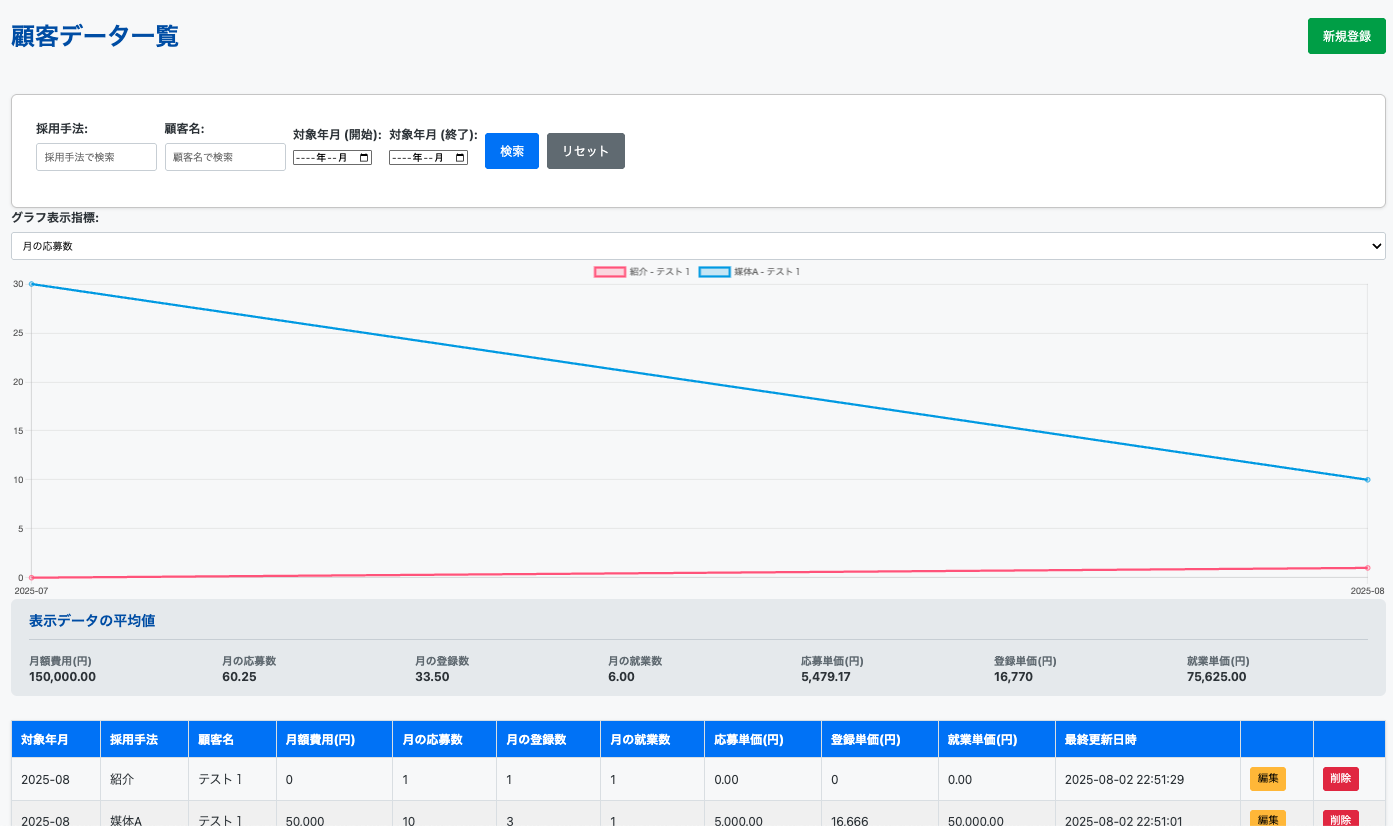 顧客データ一覧
新規登録
採用手法:
顧客名:
対象年月 (開始):
対象年月 (終了):
採用手法で検索
顧客名で検索
----年--月
----年--月
検索
リセット
グラフ表示指標:
月の応募数
紹介 - テスト１
媒体A - テスト１
30
25
20
15
10
5
0
2025-07
2025-08
表示データの平均値
月額費用(円)
150,000.00
月の応募数
60.25
月の登録数
33.50
月の就業数
6.00
応募単価(円)
5,479.17
登録単価(円)
16,770
就業単価(円)
75,625.00
対象年月 採用手法 顧客名 月額費用(円) 月の応募数 月の登録数 月の就業数 応募単価(円) 登録単価(円) 就業単価(円) 最終更新日時
2025-08 紹介 テスト１ 0 1 1 1 0.00 0 0.00 2025-08-02 22:51:29 編集 削除
2025-08 媒体A テスト１ 50,000 10 3 1 5,000.00 16,666 50,000.00 2025-08-02 22:51:01 編集 削除